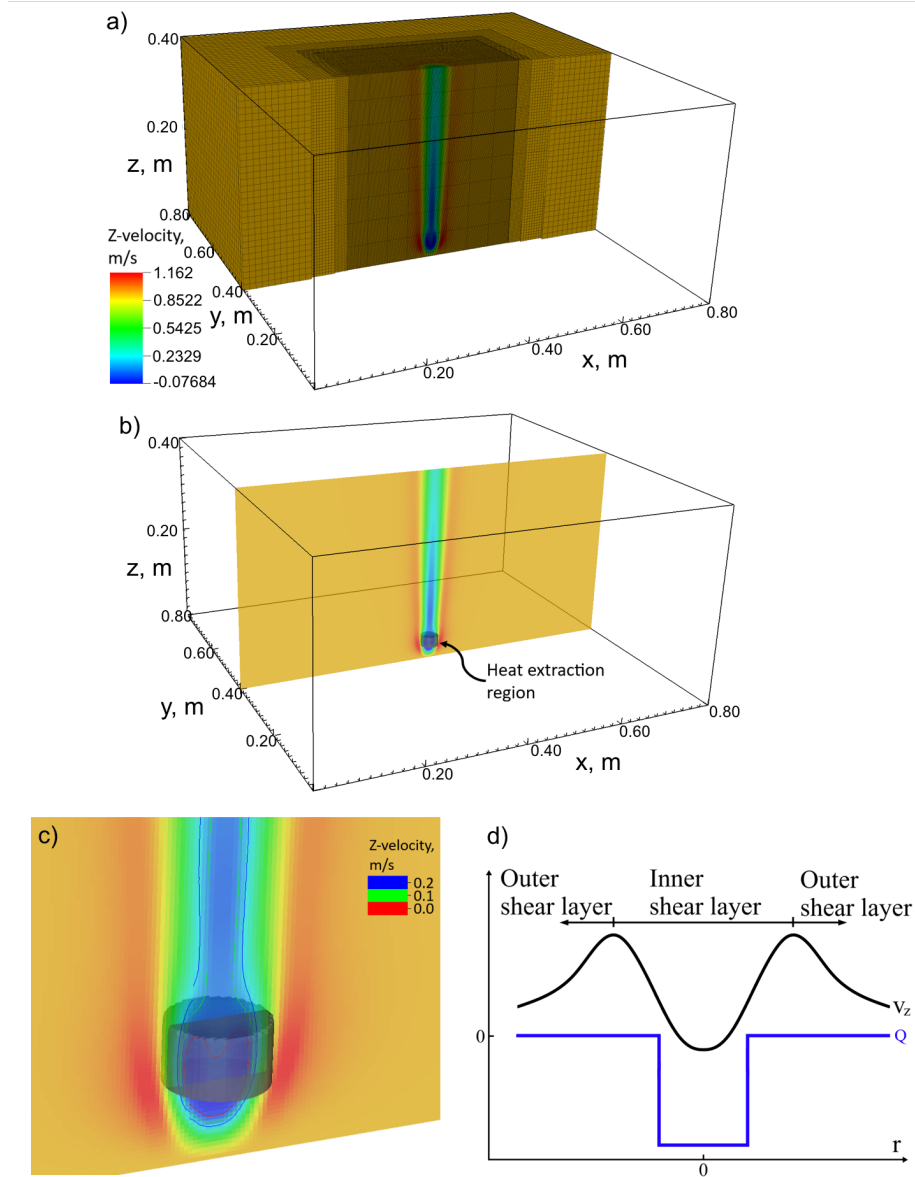 a)
0.40
0.20
z, m
0.80
Z-velocity,
m/s
0.60
1.162
0.8522
0.5425
0.2329
-0.07684
0.40
y, m
0.20
0.20
0.40
0.60
0.80
x, m
b)
0.40
0.20
z, m
0.80
0.60
0.40
y, m
0.20
Heat extraction
region
0.20
0.40
0.60
0.80
x, m
c)
Z-velocity,
m/s
0.2
0.1
0.0
d)
Outer
shear layer
Inner
shear layer
Outer
shear layer
Vz
0
Q
0
r